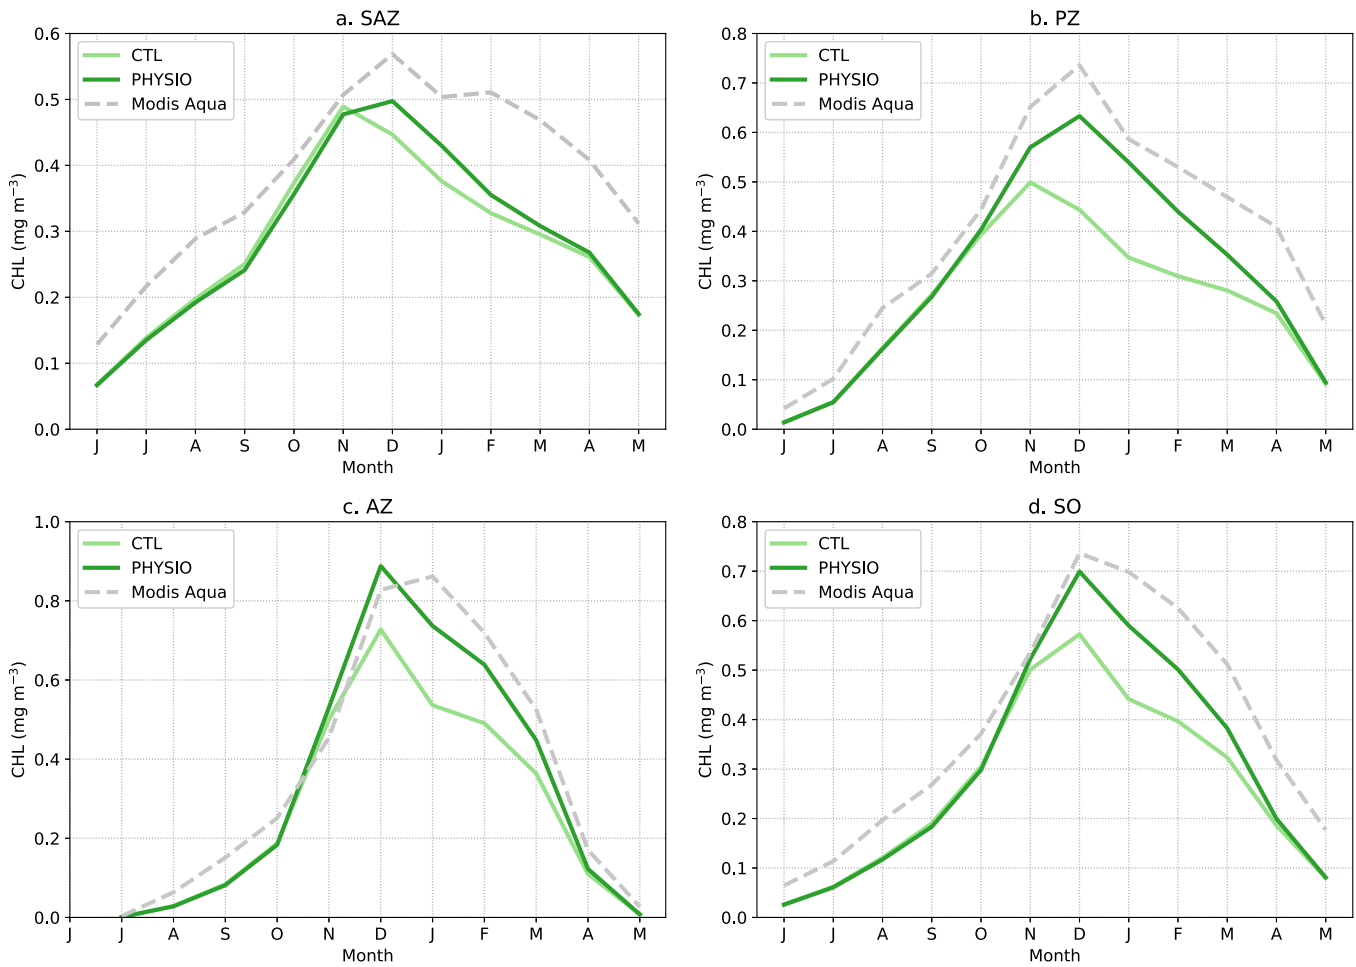 a. SAZ
CTL
PHYSIO
Modis Aqua
CHL (mg m⁻³)
0.6
0.5
0.4
0.3
0.2
0.1
0.0
J J A S O N D J F M A M
Month
b. PZ
CTL
PHYSIO
Modis Aqua
CHL (mg m⁻³)
0.8
0.7
0.6
0.5
0.4
0.3
0.2
0.1
0.0
J J A S O N D J F M A M
Month
c. AZ
CTL
PHYSIO
Modis Aqua
CHL (mg m⁻³)
1.0
0.8
0.6
0.4
0.2
0.0
J J A S O N D J F M A M
Month
d. SO
CTL
PHYSIO
Modis Aqua
CHL (mg m⁻³)
0.8
0.7
0.6
0.5
0.4
0.3
0.2
0.1
0.0
J J A S O N D J F M A M
Month